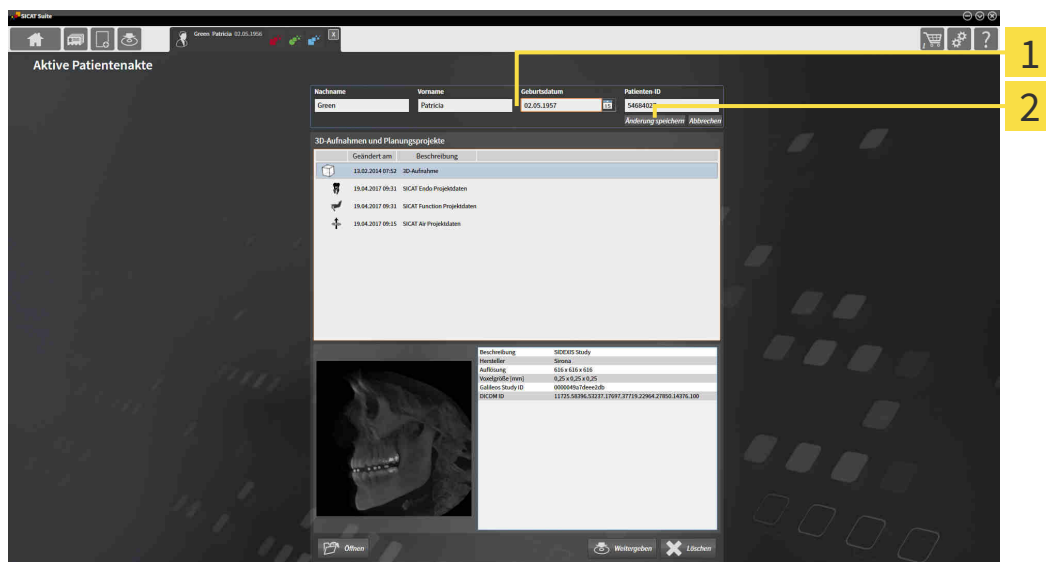 SICAT Suite
Green Patricia 02.05.1956
X
1
?
Aktive Patientenakte
1
2
Nachname Vorname Geburtsdatum Patienten-ID
Green Patricia 02.05.1957 15
Änderung speichern Abbrechen
3D-Aufnahmen und Planungsprojekte
Geändert am Beschreibung
13.02.2014 07:52 3D-Aufnahme
19.04.2017 09:31 SICAT Endo Projektdaten
19.04.2017 09:31 SICAT Function Projektdaten
19.04.2017 09:15 SICAT Air Projektdaten
Beschreibung SIDEXIS Study
Hersteller Sirona
Auflösung 616 x 616 x 616
Voxelgröße [mm] 0,25 x 0,25 x 0,25
Galileos Study ID 0000049a7deee2db
DICOM ID 11725.58396.53237.17697.37719.22964.27850.14376.100
Öffnen Weitergeben Löschen